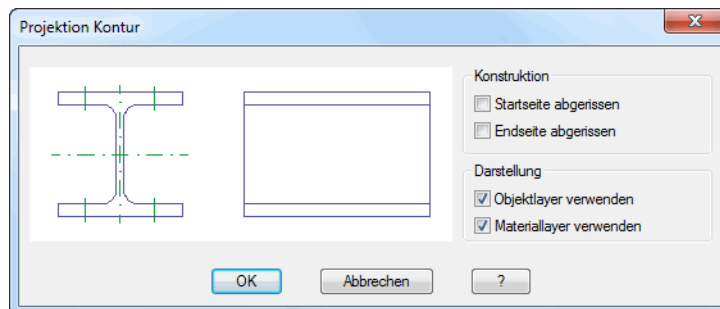 Projektion Kontur
Konstruktion
Startseite abgerissen
Endseite abgerissen
Darstellung
Objektlayer verwenden
Materiallayer verwenden
OK
Abbrechen
?